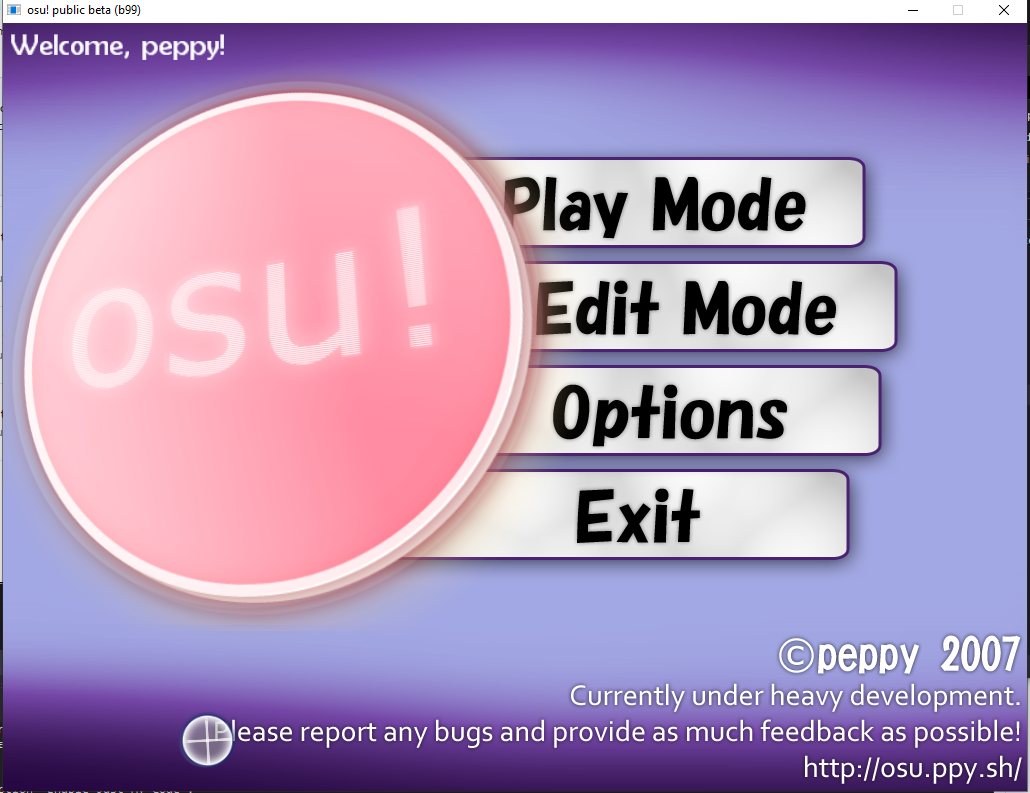 osu! public beta (b99)
Welcome, peppy!
osu!
Play Mode
Edit Mode
Options
Exit
©peppy 2007
Currently under heavy development.
Please report any bugs and provide as much feedback as possible!
http://osu.ppy.sh/